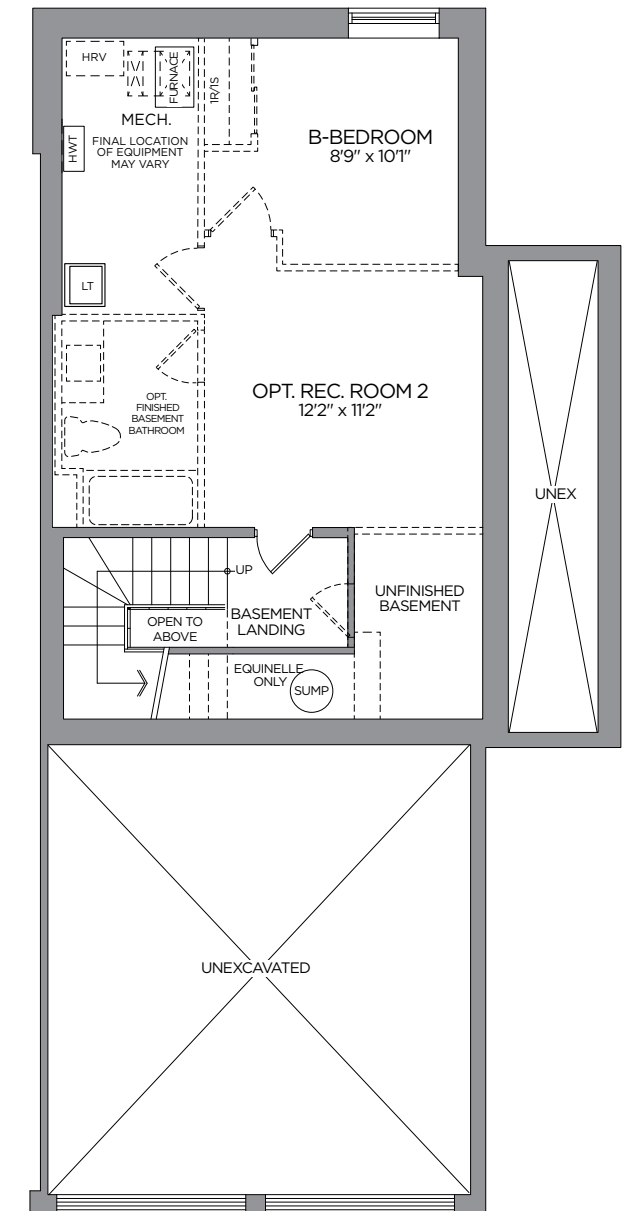 HRV
FURNACE
1R/1S
MECH.
FINAL LOCATION
OF EQUIPMENT
MAY VARY
HWT
B-BEDROOM
8'9" x 10'1"
LT
OPT. REC. ROOM 2
12'2" x 11'2"
OPT.
FINISHED
BASEMENT
BATHROOM
UNEX
UP
UNFINISHED
BASEMENT
OPEN TO
ABOVE
BASEMENT
LANDING
EQUINELLE
ONLY
SUMP
UNEXCAVATED